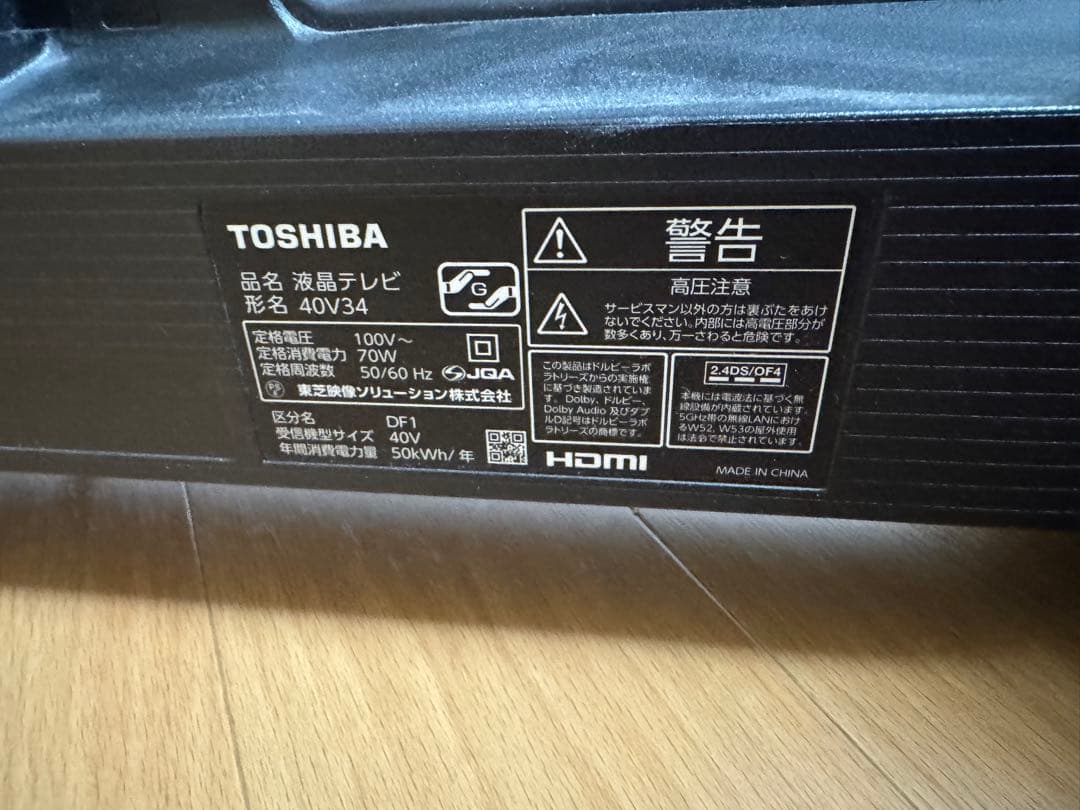 TOSHIBA
品名 液晶テレビ
形名 40V34
G
定格電圧 100V～
定格消費電力 70W
定格周波数 50/60 Hz
JQA
PS
E
東芝映像ソリューション株式会社
区分名 DF1
受信機型サイズ 40V
年間消費電力量 50kWh/年
警告
高圧注意
サービスマン以外の方は裏ぶたをあけ
ないでください。内部には高電圧部分が
数多くあり、万一さわると危険です。
この製品はドルビーラボ
ラトリーズからの実施権
に基づき製造されていま
す。Dolby、ドルビー、
Dolby Audio 及びダブ
ルD記号はドルビーラボ
ラトリーズの商標です。
2.4DS/OF4
本機には電波法に基づく無
線設備が内蔵されています。
5GHz帯の無線LANにおけ
るW52、W53の屋外使用
は法令で禁止されています。
HDMI
MADE IN CHINA